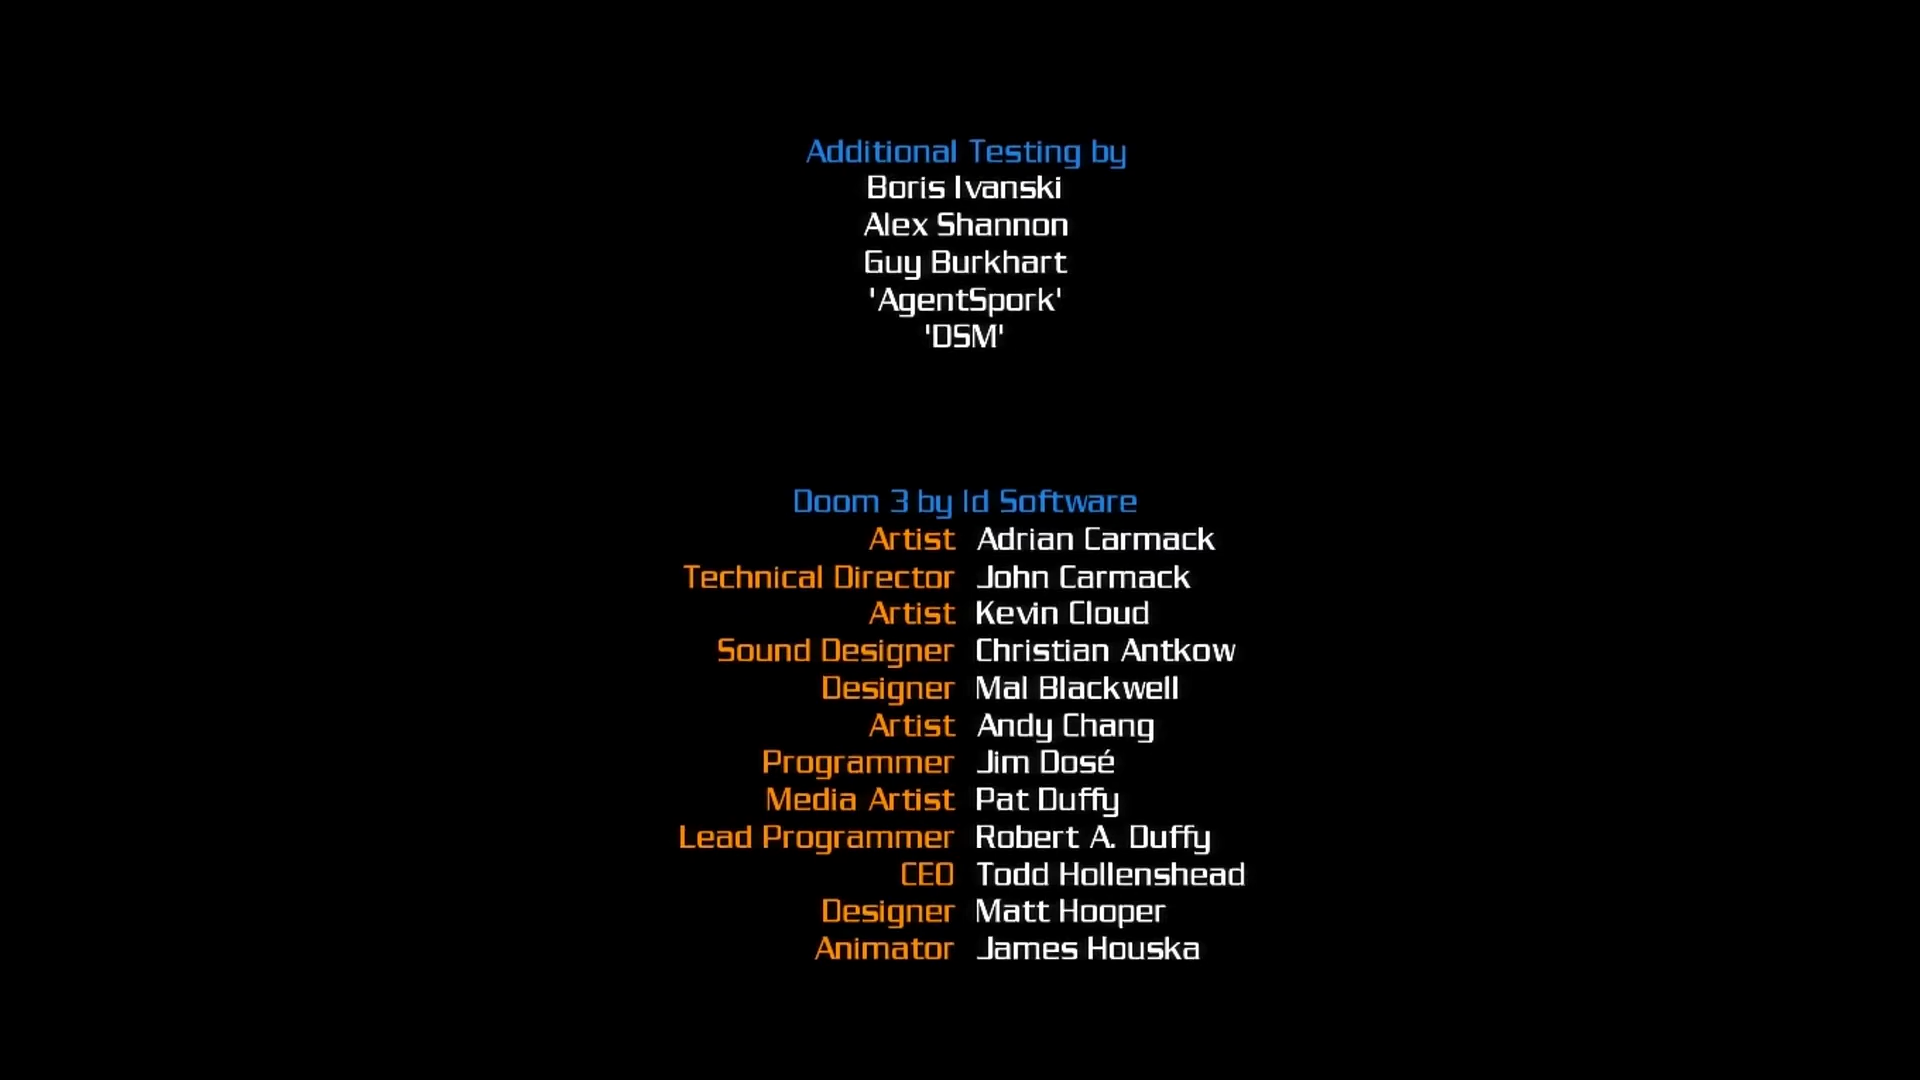 Additional Testing by
Boris Ivanski
Alex Shannon
Guy Burkhart
'AgentSpork'
'DSM'
Doom 3 by Id Software
Artist Adrian Carmack
Technical Director John Carmack
Artist Kevin Cloud
Sound Designer Christian Antkow
Designer Mal Blackwell
Artist Andy Chang
Programmer Jim Dosé
Media Artist Pat Duffy
Lead Programmer Robert A. Duffy
CEO Todd Hollenshead
Designer Matt Hooper
Animator James Houska